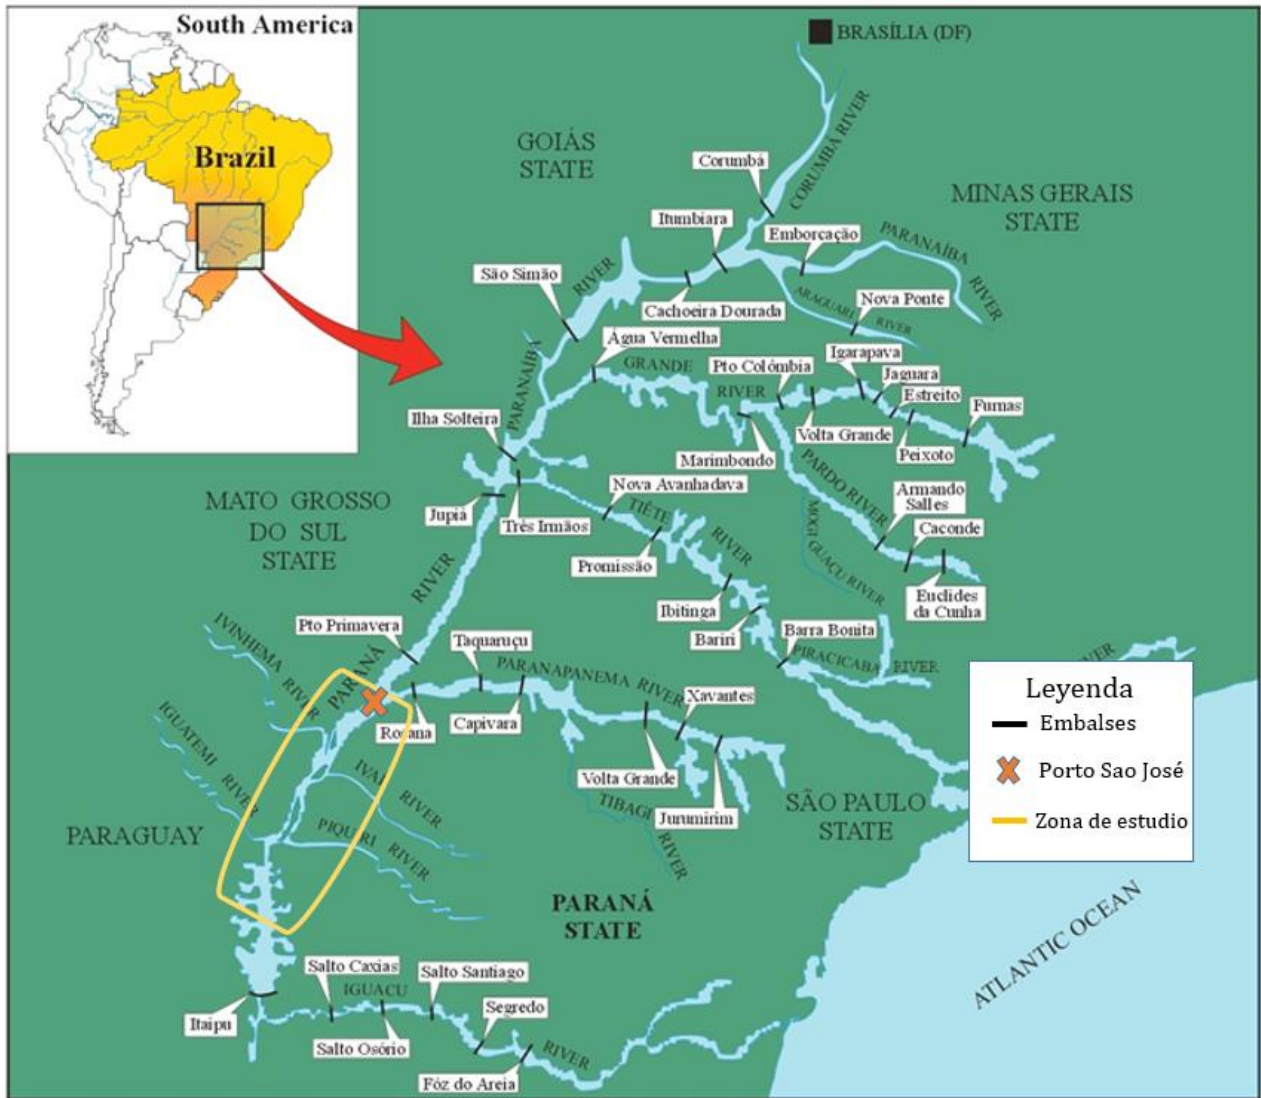 South America
Brazil
BRASÍLIA (DF)
GOIÁS
STATE
CORUMBA RIVER
MINAS GERAIS
STATE
Corumbá
Itumbiara
Emborcação
PARANAÍBA
RIVER
São Simão
RIVER
Cachoeira Dourada
ARAGUARI
RIVER
Nova Ponte
Água Vermelha
PARANAÍBA
GRANDE
RIVER
Pto Colômbia
Igarapava
Jaguara
Estreito
Furnas
Ilha Solteira
Volta Grande
Peixoto
Marimbondo
MATO GROSSO
DO SUL
STATE
Jupiá
Três Irmãos
Nova Avanhadava
TIÊTE
RIVER
PARDO RIVER
MOGI GUAÇU RIVER
Armando
Salles
Caconde
Promissão
Euclides
da Cunha
Ibitinga
Bariri
Barra Bonita
PIRACICABA
RIVER
RIVER
IVINHEMA
RIVER
Pto Primavera
RIVER
PARANÁ
Taquaruçu
PARANAPANEMA RIVER
Xavantes
Rosana
Capivara
Volta Grande
Jurumirim
TIBAGI
RIVER
IGUATEMI
RIVER
IVAI
RIVER
PIQUIRI
RIVER
PARAGUAY
SÃO PAULO
STATE
Leyenda
Embalses
Porto Sao José
Zona de estudio
PARANÁ
STATE
ATLANTIC OCEAN
Salto Caxias
Salto Santiago
IGUACU
Segredo
Itaipu
Salto Osório
RIVER
Fóz do Areia